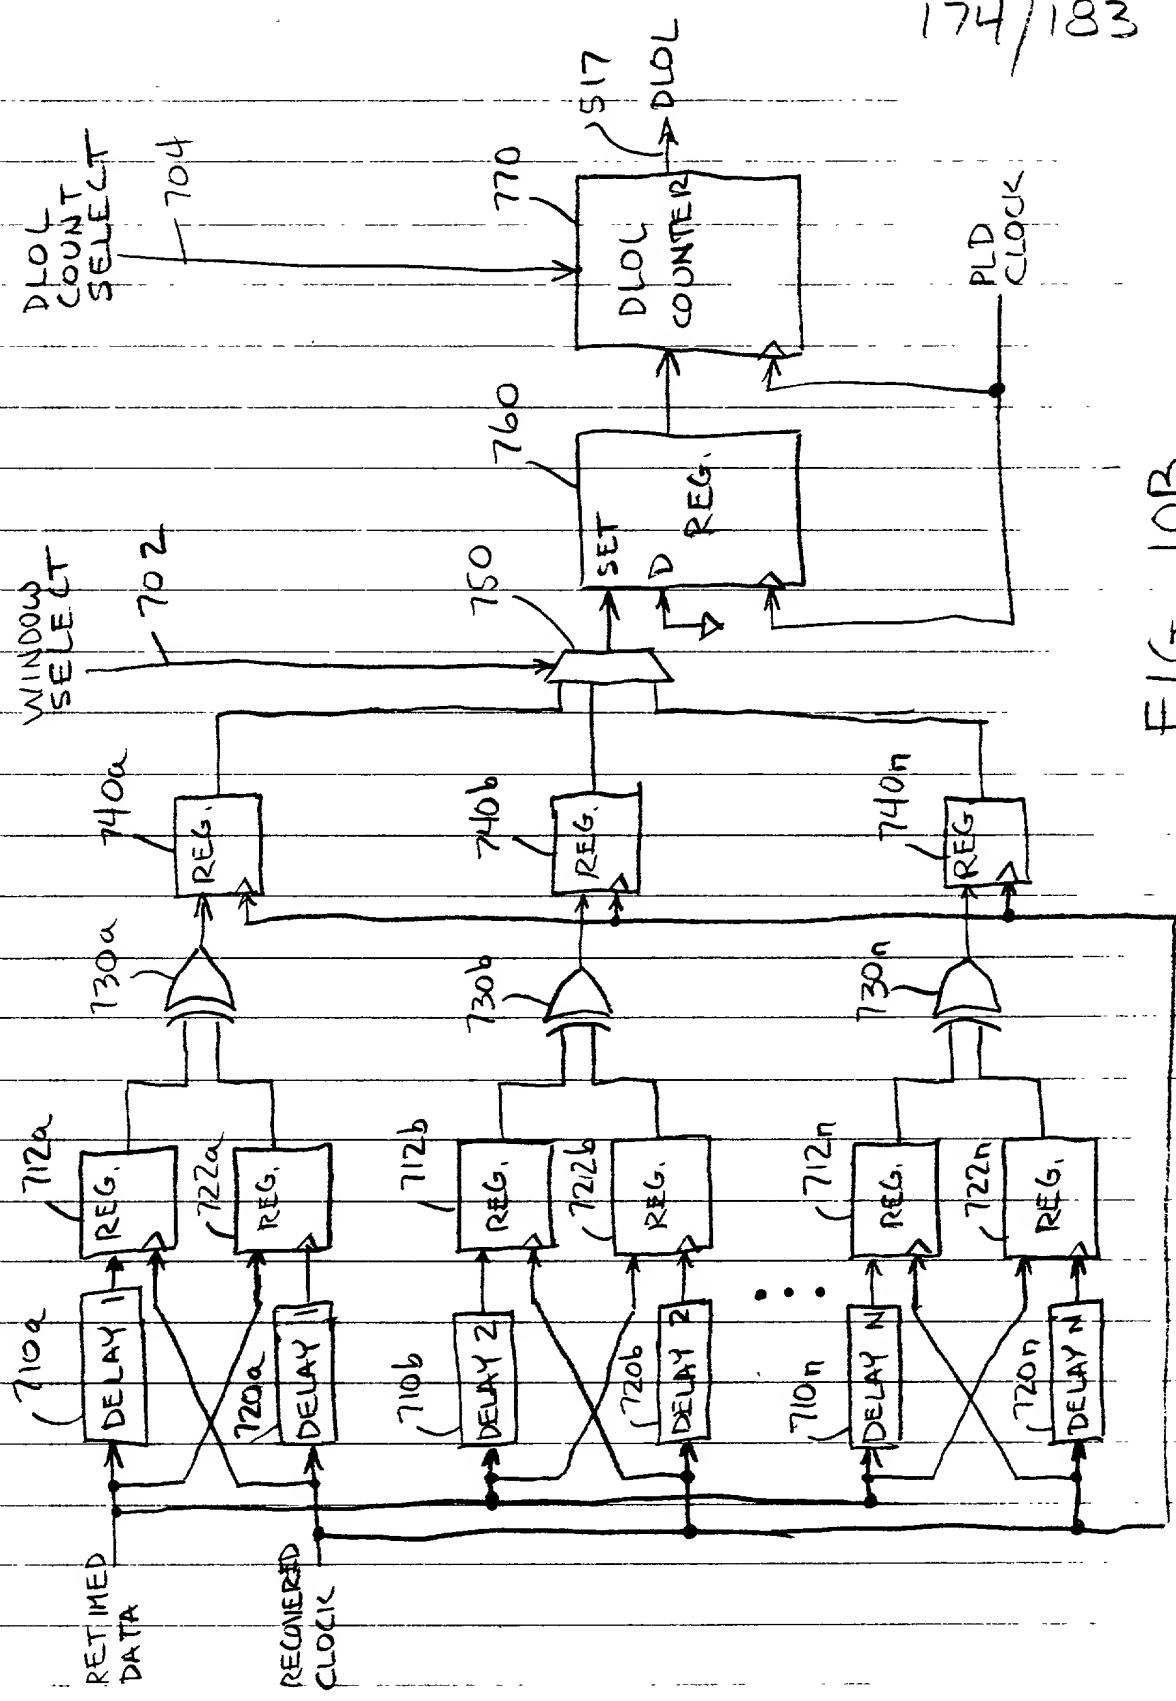 174/183
DLOL
COUNT
SELECT
704
WINDOW
SELECT
702
740a
REG.
730a
712a
REG.
722a
REG.
710a
DELAY 1
720a
DELAY 1
RETIMED
DATA
RECOVERED
CLOCK
750
740b
REG.
730b
712b
REG.
722b
REG.
710b
DELAY 2
720b
DELAY 2
740n
REG
730n
712n
REG.
722n
REG.
710n
DELAY N
720n
DELAY N
760
SET
D
REG.
770
DLOL
COUNTER
517
DLOL
PLD
CLOCK
FIG. 10B